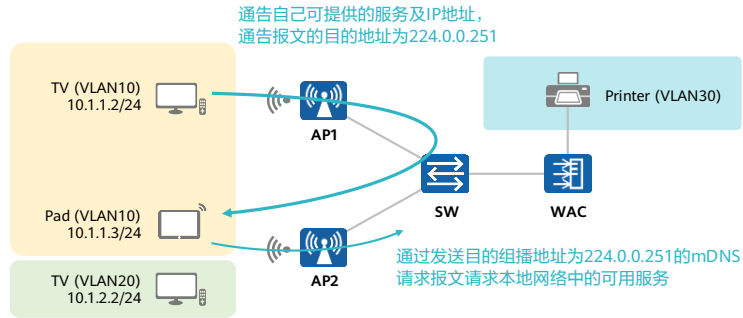 通告自己可提供的服务及IP地址，
通告报文的目的地址为224.0.0.251
TV (VLAN10)
10.1.1.2/24
AP1
Printer (VLAN30)
SW
WAC
Pad (VLAN10)
10.1.1.3/24
AP2
通过发送目的组播地址为224.0.0.251的mDNS
请求报文请求本地网络中的可用服务
TV (VLAN20)
10.1.2.2/24